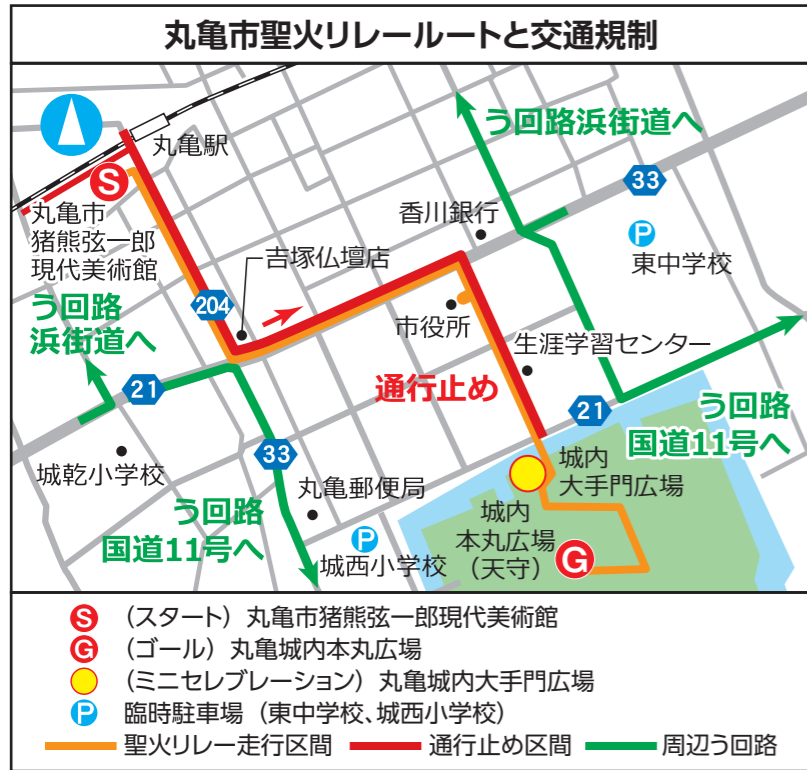 丸亀市聖火リレールートと交通規制
う回路浜街道へ
丸亀駅
S
33
丸亀市
猪熊弦一郎
現代美術館
香川銀行
P
東中学校
吉塚仏壇店
204
う回路
浜街道へ
市役所
生涯学習センター
21
通行止め
21
う回路
国道11号へ
城乾小学校
33
城内
大手門広場
う回路
国道11号へ
丸亀郵便局
P
城西小学校
城内
本丸広場
(天守)
G
S (スタート) 丸亀市猪熊弦一郎現代美術館
G (ゴール) 丸亀城内本丸広場
(ミニセレブレーション) 丸亀城内大手門広場
P 臨時駐車場 (東中学校、城西小学校)
聖火リレー走行区間 通行止め区間 周辺う回路